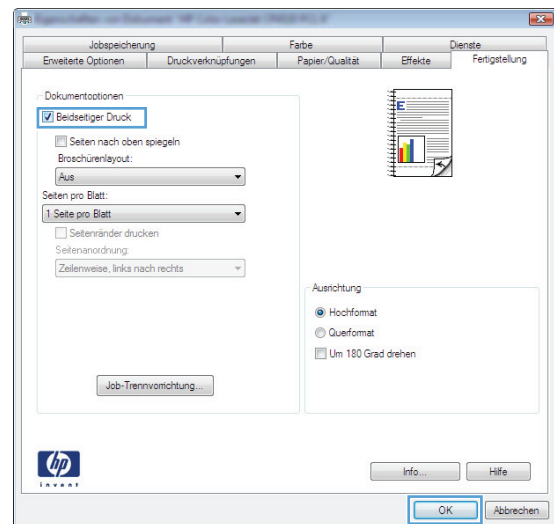 Jobspeicherung Farbe Dienste
Erweiterte Optionen Druckverknüpfungen Papier/Qualität Effekte Fertigstellung
Dokumentoptionen
Beidseitiger Druck
Seiten nach oben spiegeln
Broschürenlayout:
Aus
Seiten pro Blatt:
1 Seite pro Blatt
Seitenränder drucken
Seitenanordnung:
Zeilenweise, links nach rechts
Job-Trennvorrichtung...
E
Ausrichtung
Hochformat
Querformat
Um 180 Grad drehen
hp
invent
Info... Hilfe
OK Abbrechen